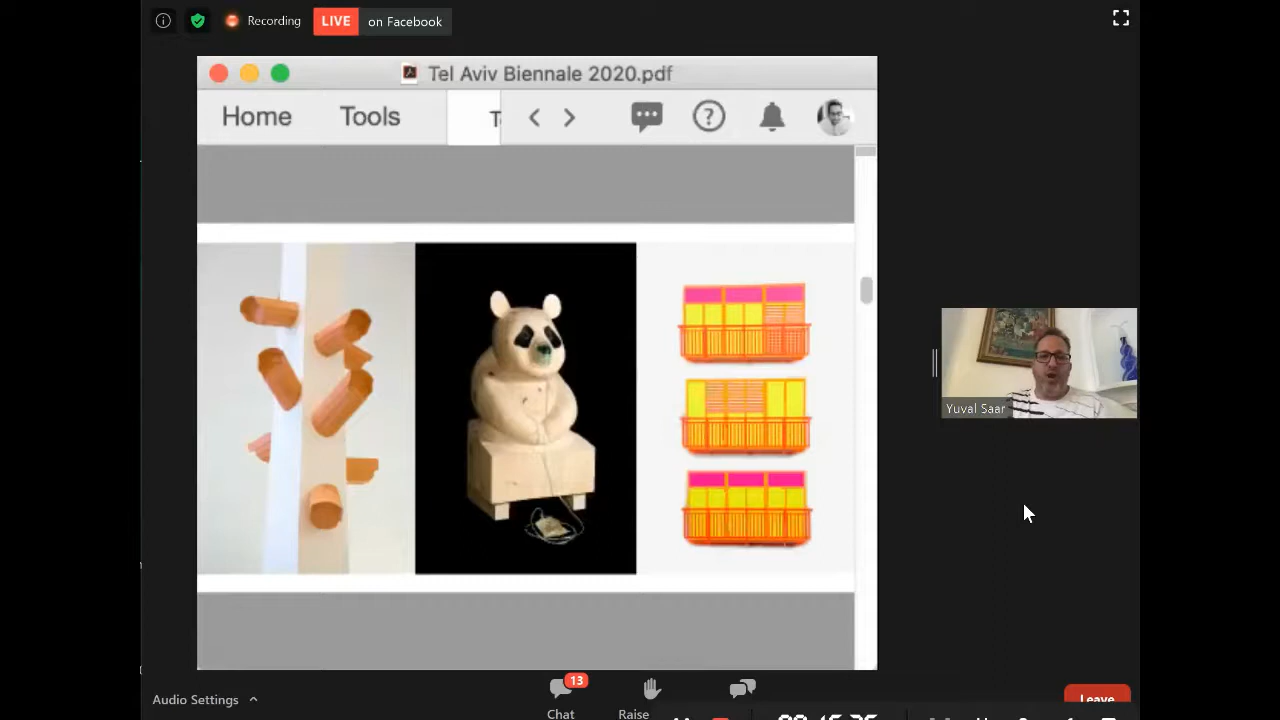 Recording
LIVE on Facebook
Tel Aviv Biennale 2020.pdf
Home Tools
Yuval Saar
Audio Settings
13
Chat
Raise
Leave